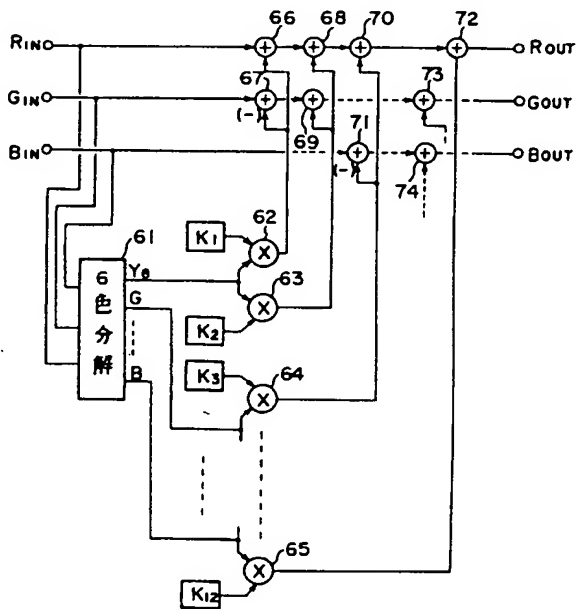 66 68 70 72
RIN ROUT
67 73
GIN GOUT
(-) 69 71
BIN BOUT
(-) 74
61 62
K1 X
6色分解 Ye
63
G X
K2
K3 64
B X
65
X
K12